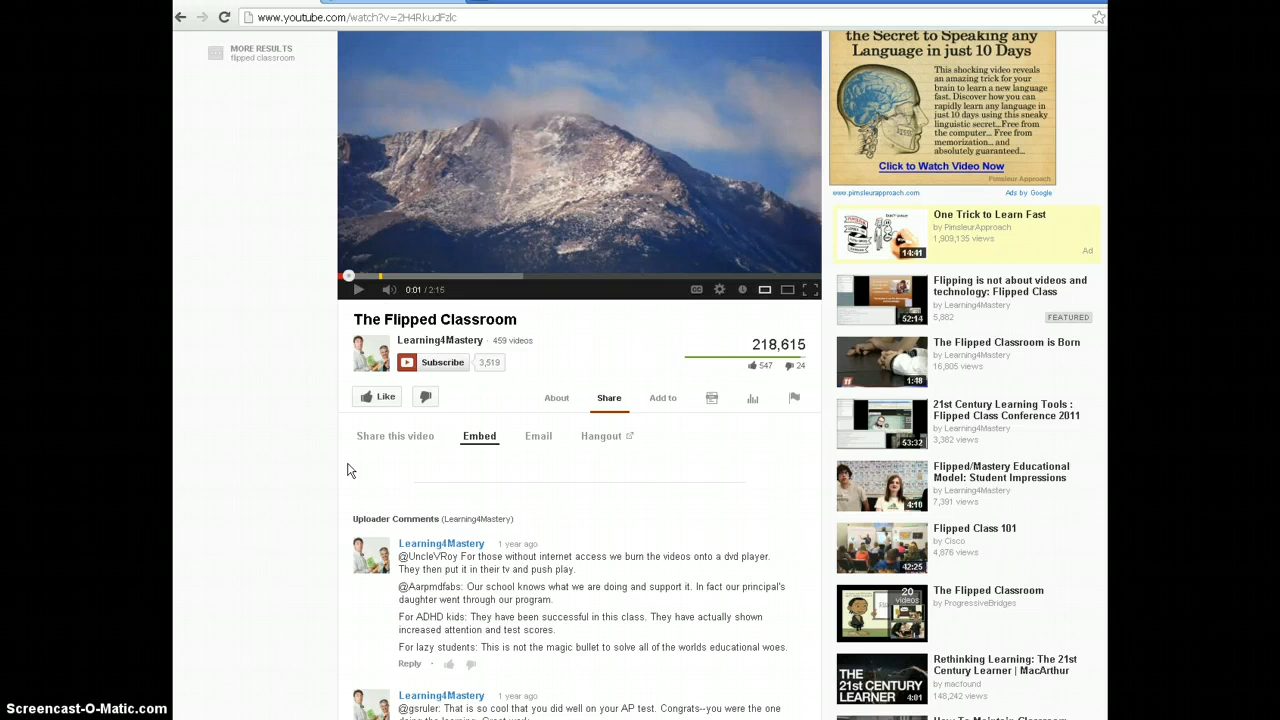 www.youtube.com/watch?v=2H4RkudFzlc
MORE RESULTS
flipped classroom
0:01 / 2:15
The Flipped Classroom
Learning4Mastery · 459 videos
Subscribe 3,519
218,615
547 24
Like
About Share Add to
Share this video Embed Email Hangout
Uploader Comments (Learning4Mastery)
Learning4Mastery 1 year ago
@UncleVRoy For those without internet access we burn the videos onto a dvd player.
They then put it in their tv and push play.
@Aarpmdfabs: Our school knows what we are doing and support it. In fact our principal's
daughter went through our program.
For ADHD kids: They have been successful in this class. They have actually shown
increased attention and test scores.
For lazy students: This is not the magic bullet to solve all of the worlds educational woes.
Reply ·
Learning4Mastery 1 year ago
@gsruler: That is so cool that you did well on your AP test. Congrats--you were the one
the Secret to Speaking any
Language in just 10 Days
This shocking video reveals
an amazing trick for your
brain to learn a new language
fast. Discover how you can
rapidly learn any language in
just 10 days using this sneaky
linguistic secret...Free from
the computer... Free from
memorization... and
absolutely guaranteed...
Click to Watch Video Now
Pimsleur Approach
www.pimsleurapproach.com Ads by Google
One Trick to Learn Fast
by PimsleurApproach
1,909,135 views
Ad
14:41
Flipping is not about videos and
technology: Flipped Class
by Learning4Mastery
5,882 FEATURED
52:14
The Flipped Classroom is Born
by Learning4Mastery
16,805 views
1:48
21st Century Learning Tools :
Flipped Class Conference 2011
by Learning4Mastery
3,382 views
53:32
Flipped/Mastery Educational
Model: Student Impressions
by Learning4Mastery
7,391 views
4:10
Flipped Class 101
by Cisco
4,876 views
42:25
The Flipped Classroom
by ProgressiveBridges
20
videos
Rethinking Learning: The 21st
Century Learner | MacArthur
by macfound
148,242 views
THE
21ST CENTURY
LEARNER 4:01
Screencast-O-Matic.com